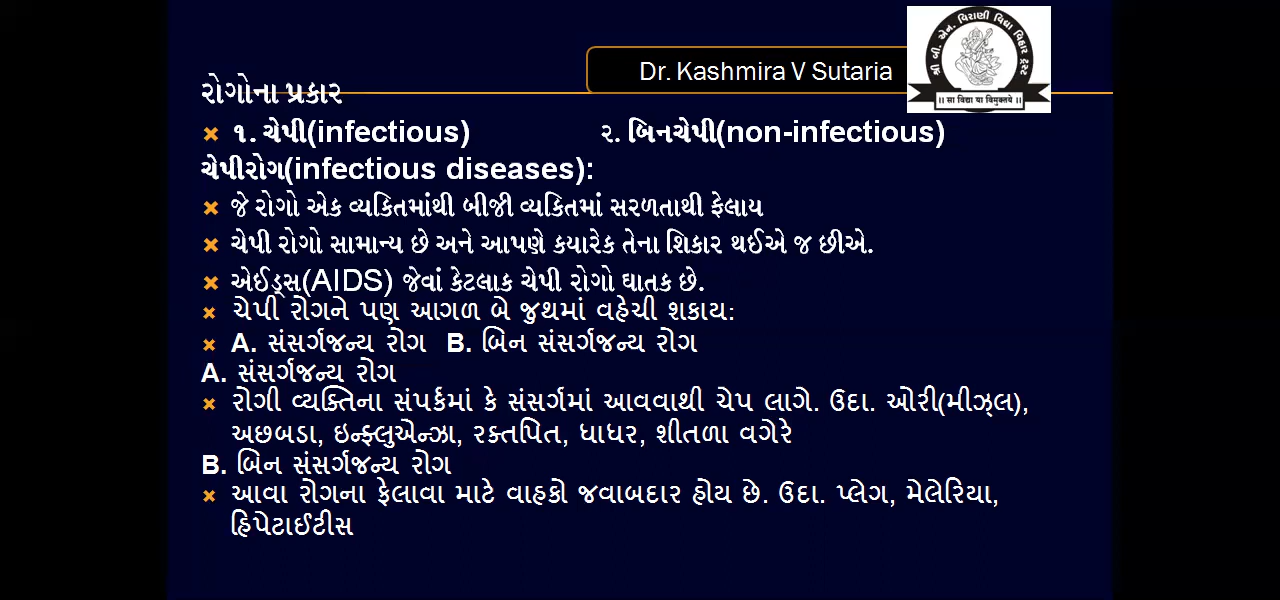 શ્રી બી. એન. વિરાણી વિદ્યા વિહાર ટ્રસ્ટ
Dr. Kashmira V Sutaria
।। સા વિદ્યા યા વિમુક્તયે ।।
રોગોના પ્રકાર
૧. ચેપી(infectious) ૨. બિનચેપી(non-infectious)
ચેપીરોગ(infectious diseases):
જે રોગો એક વ્યકિતમાંથી બીજી વ્યકિતમાં સરળતાથી ફેલાય
ચેપી રોગો સામાન્ય છે અને આપણે કયારેક તેના શિકાર થઈએ જ છીએ.
એઈડ્સ(AIDS) જેવાં કેટલાક ચેપી રોગો ઘાતક છે.
ચેપી રોગને પણ આગળ બે જુથમાં વહેચી શકાય:
A. સંસર્ગજન્ય રોગ B. બિન સંસર્ગજન્ય રોગ
A. સંસર્ગજન્ય રોગ
રોગી વ્યક્તિના સંપર્કમાં કે સંસર્ગમાં આવવાથી ચેપ લાગે. ઉદા. ઓરી(મીઝ્લ),
અછબડા, ઇન્ફ્લુએન્ઝા, રક્તપિત, ધાધર, શીતળા વગેરે
B. બિન સંસર્ગજન્ય રોગ
આવા રોગના ફેલાવા માટે વાહકો જવાબદાર હોય છે. ઉદા. પ્લેગ, મેલેરિયા,
હિપેટાઈટીસ